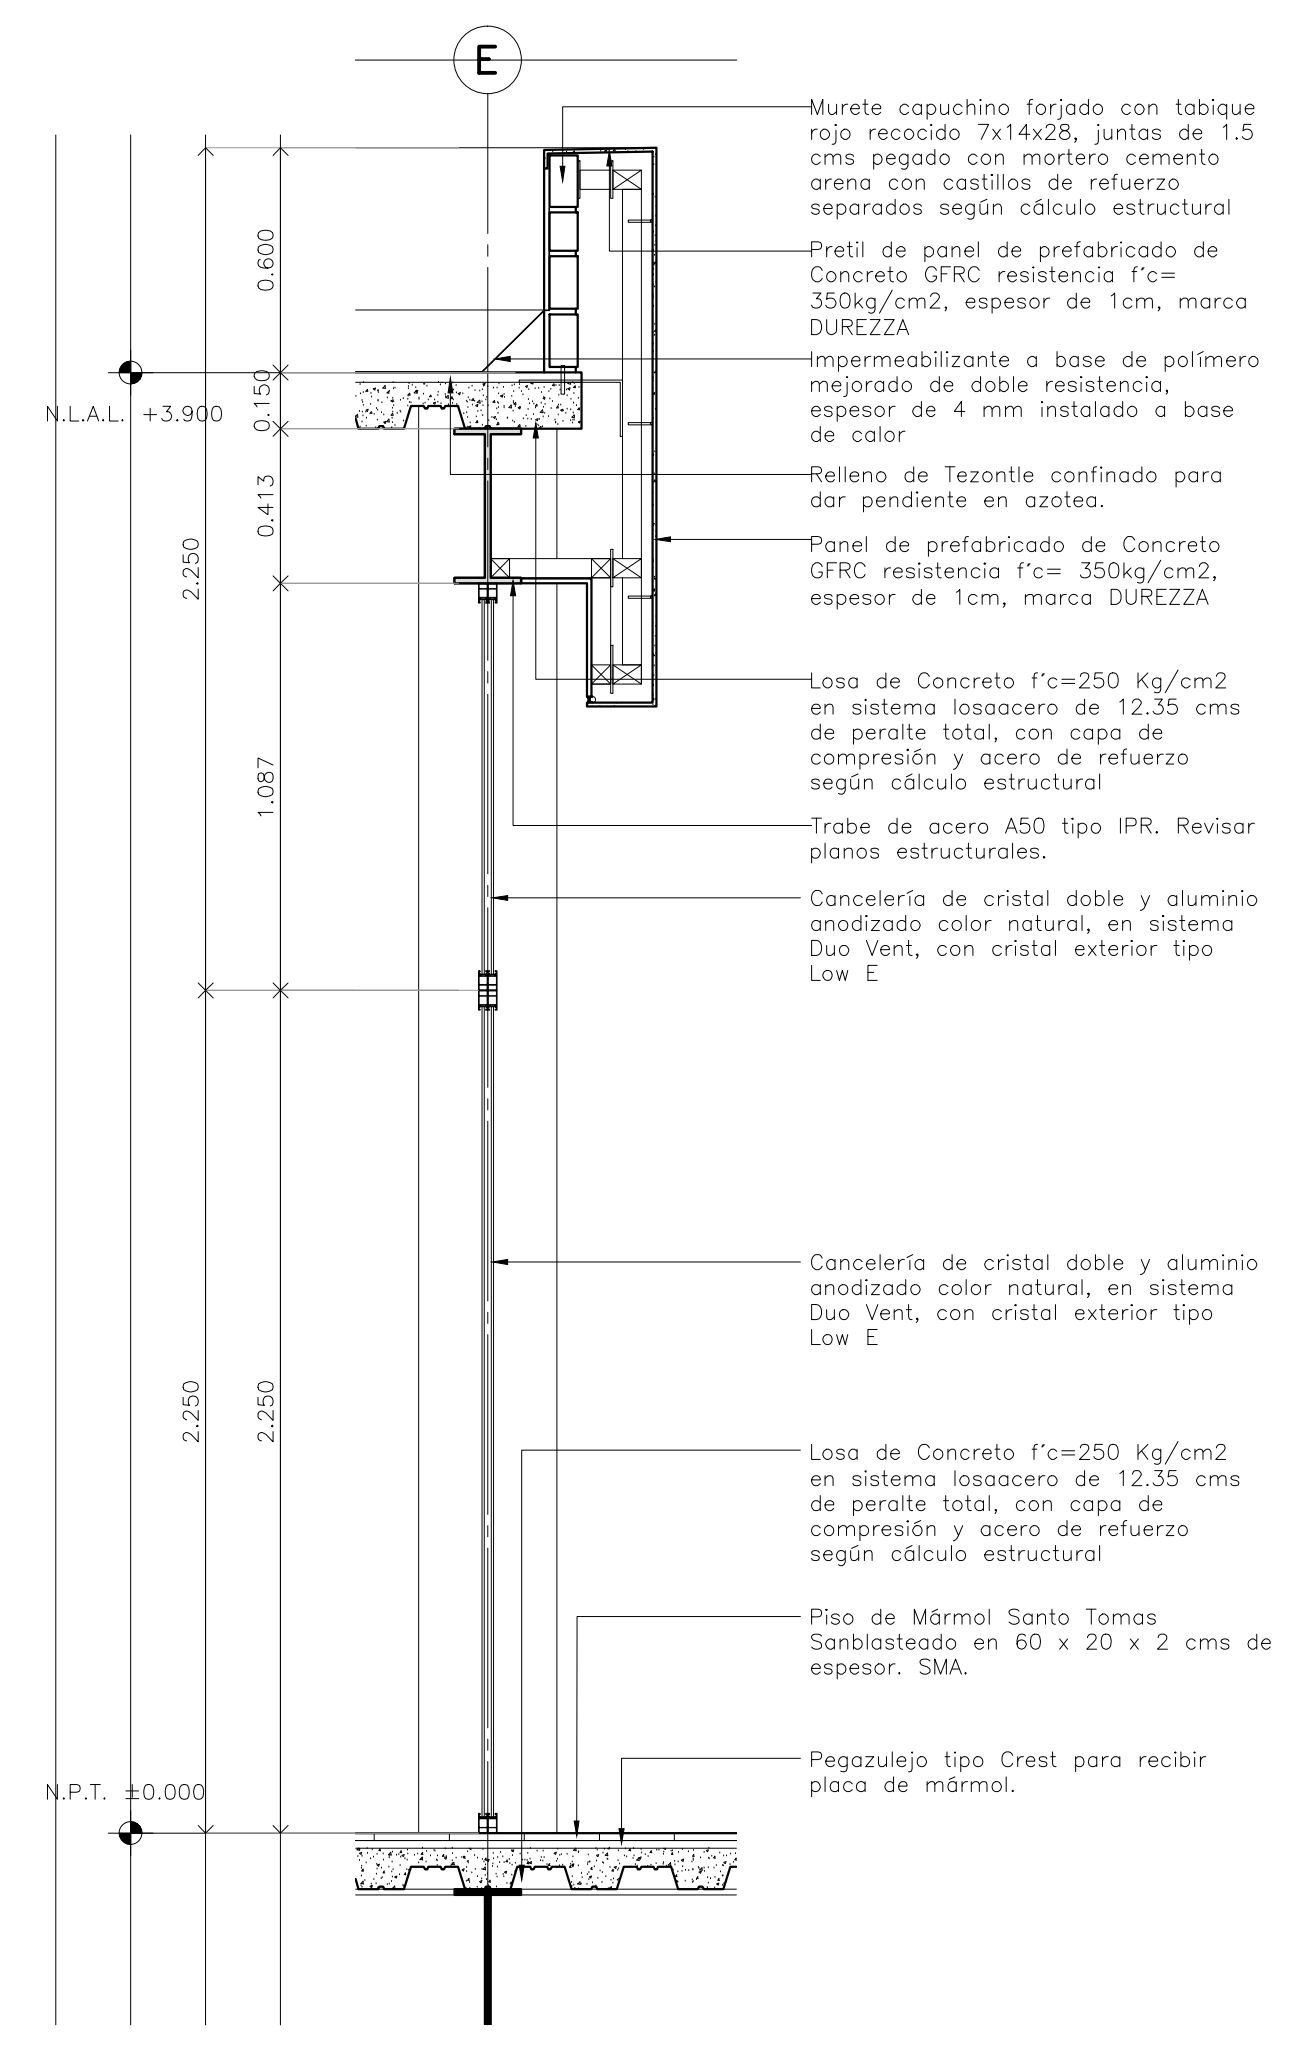 E
Murete capuchino forjado con tabique
rojo recocido 7x14x28, juntas de 1.5
cms pegado con mortero cemento
arena con castillos de refuerzo
separados según cálculo estructural
Pretil de panel de prefabricado de
Concreto GFRC resistencia f´c=
350kg/cm2, espesor de 1cm, marca
DUREZZA
Impermeabilizante a base de polímero
mejorado de doble resistencia,
espesor de 4 mm instalado a base
de calor
Relleno de Tezontle confinado para
dar pendiente en azotea.
Panel de prefabricado de Concreto
GFRC resistencia f´c= 350kg/cm2,
espesor de 1cm, marca DUREZZA
Losa de Concreto f´c=250 Kg/cm2
en sistema losaacero de 12.35 cms
de peralte total, con capa de
compresión y acero de refuerzo
según cálculo estructural
Trabe de acero A50 tipo IPR. Revisar
planos estructurales.
Cancelería de cristal doble y aluminio
anodizado color natural, en sistema
Duo Vent, con cristal exterior tipo
Low E
Cancelería de cristal doble y aluminio
anodizado color natural, en sistema
Duo Vent, con cristal exterior tipo
Low E
Losa de Concreto f´c=250 Kg/cm2
en sistema losaacero de 12.35 cms
de peralte total, con capa de
compresión y acero de refuerzo
según cálculo estructural
Piso de Mármol Santo Tomas
Sanblasteado en 60 x 20 x 2 cms de
espesor. SMA.
Pegazulejo tipo Crest para recibir
placa de mármol.
0.600
0.150
N.L.A.L. +3.900
0.413
2.250
1.087
2.250
2.250
N.P.T. ±0.000